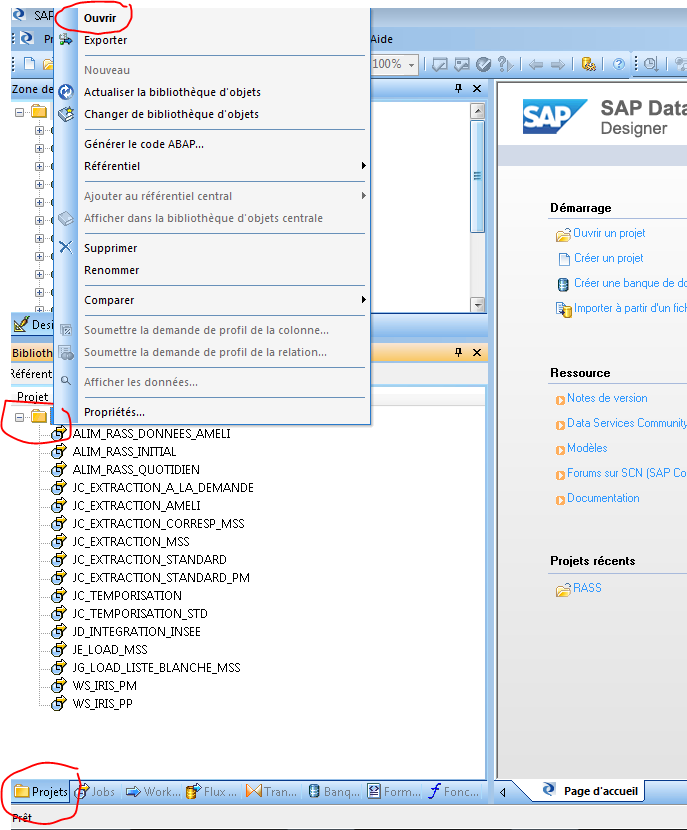 SAP
Ouvrir
Exporter
Aide
Nouveau
100%
Actualiser la bibliothèque d'objets
Zone de
Changer de bibliothèque d'objets
SAP
SAP Data
Designer
Générer le code ABAP...
Référentiel
Ajouter au référentiel central
Afficher dans la bibliothèque d'objets centrale
Démarrage
Ouvrir un projet
Supprimer
Créer un projet
Renommer
Créer une banque de do
Comparer
Importer à partir d'un fich
Desi
Soumettre la demande de profil de la colonne...
Biblioth
Soumettre la demande de profil de la relation...
Référent
Ressource
Afficher les données...
Projet
Notes de version
Propriétés...
Data Services Community
ALIM_RASS_DONNEES_AMELI
ALIM_RASS_INITIAL
Modèles
ALIM_RASS_QUOTIDIEN
Forums sur SCN (SAP Co
JC_EXTRACTION_A_LA_DEMANDE
Documentation
JC_EXTRACTION_AMELI
JC_EXTRACTION_CORRESP_MSS
JC_EXTRACTION_MSS
JC_EXTRACTION_STANDARD
Projets récents
JC_EXTRACTION_STANDARD_PM
RASS
JC_TEMPORISATION
JC_TEMPORISATION_STD
JD_INTEGRATION_INSEE
JE_LOAD_MSS
JG_LOAD_LISTE_BLANCHE_MSS
WS_IRIS_PM
WS_IRIS_PP
Projets Jobs Work... Flux ... Tran... Banq... Form... Fonc...
Page d'accueil
Prêt